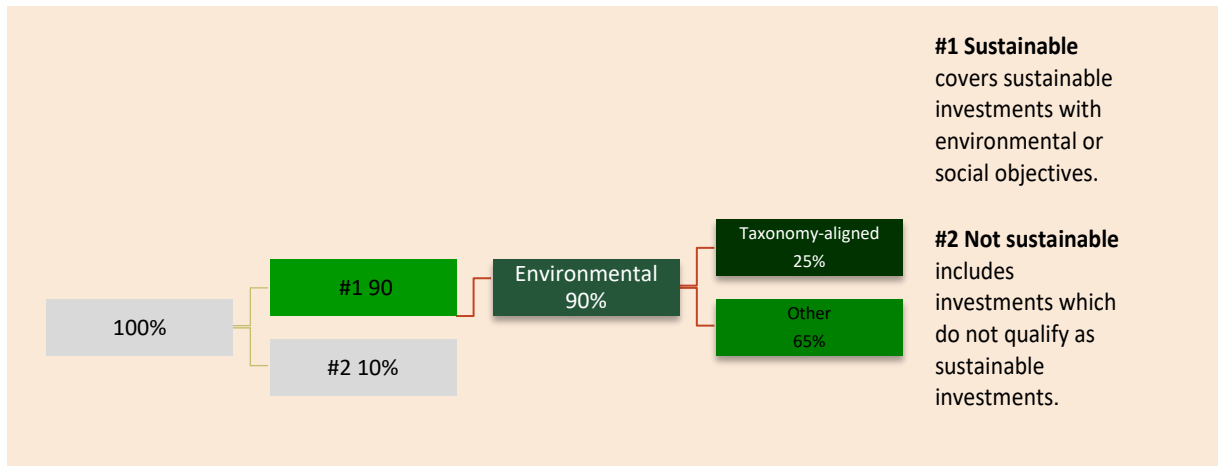 100%
#1 90
#2 10%
Environmental
90%
Taxonomy-aligned
25%
Other
65%
#1 Sustainable
covers sustainable
investments with
environmental or
social objectives.
#2 Not sustainable
includes
investments which
do not qualify as
sustainable
investments.